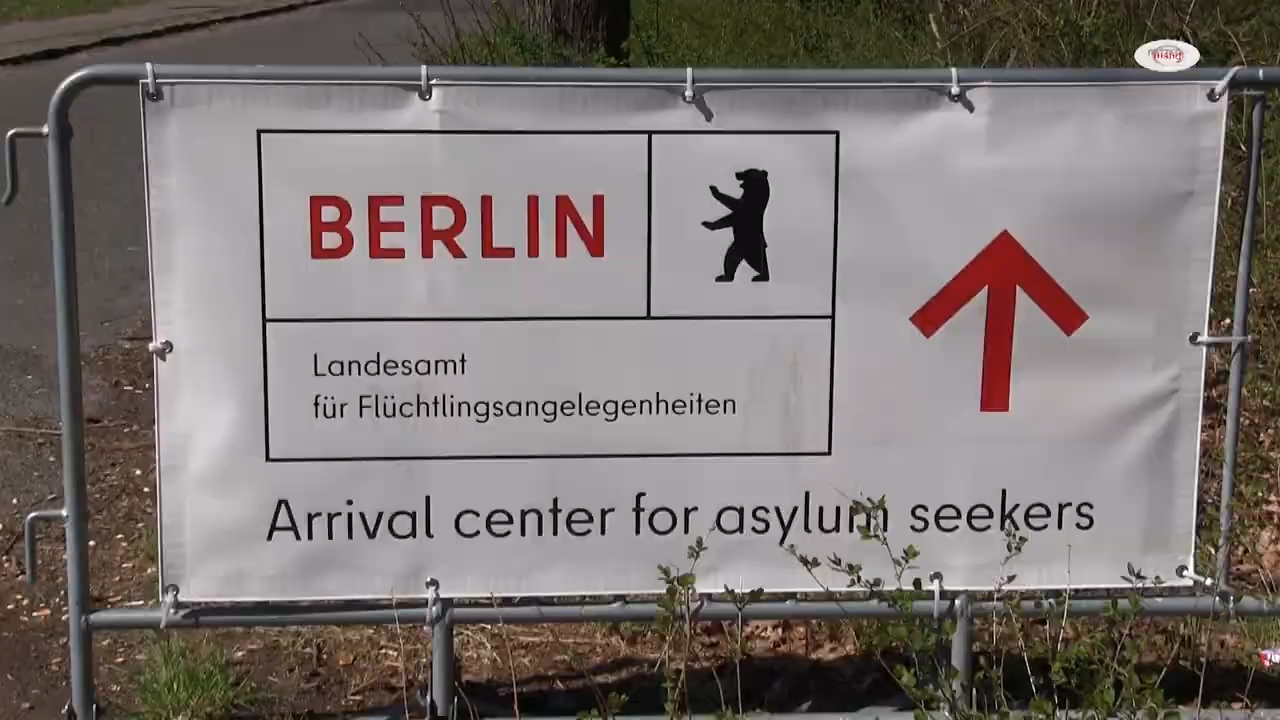 BERLIN
Landesamt
für Flüchtlingsangelegenheiten
Arrival center for asylum seekers